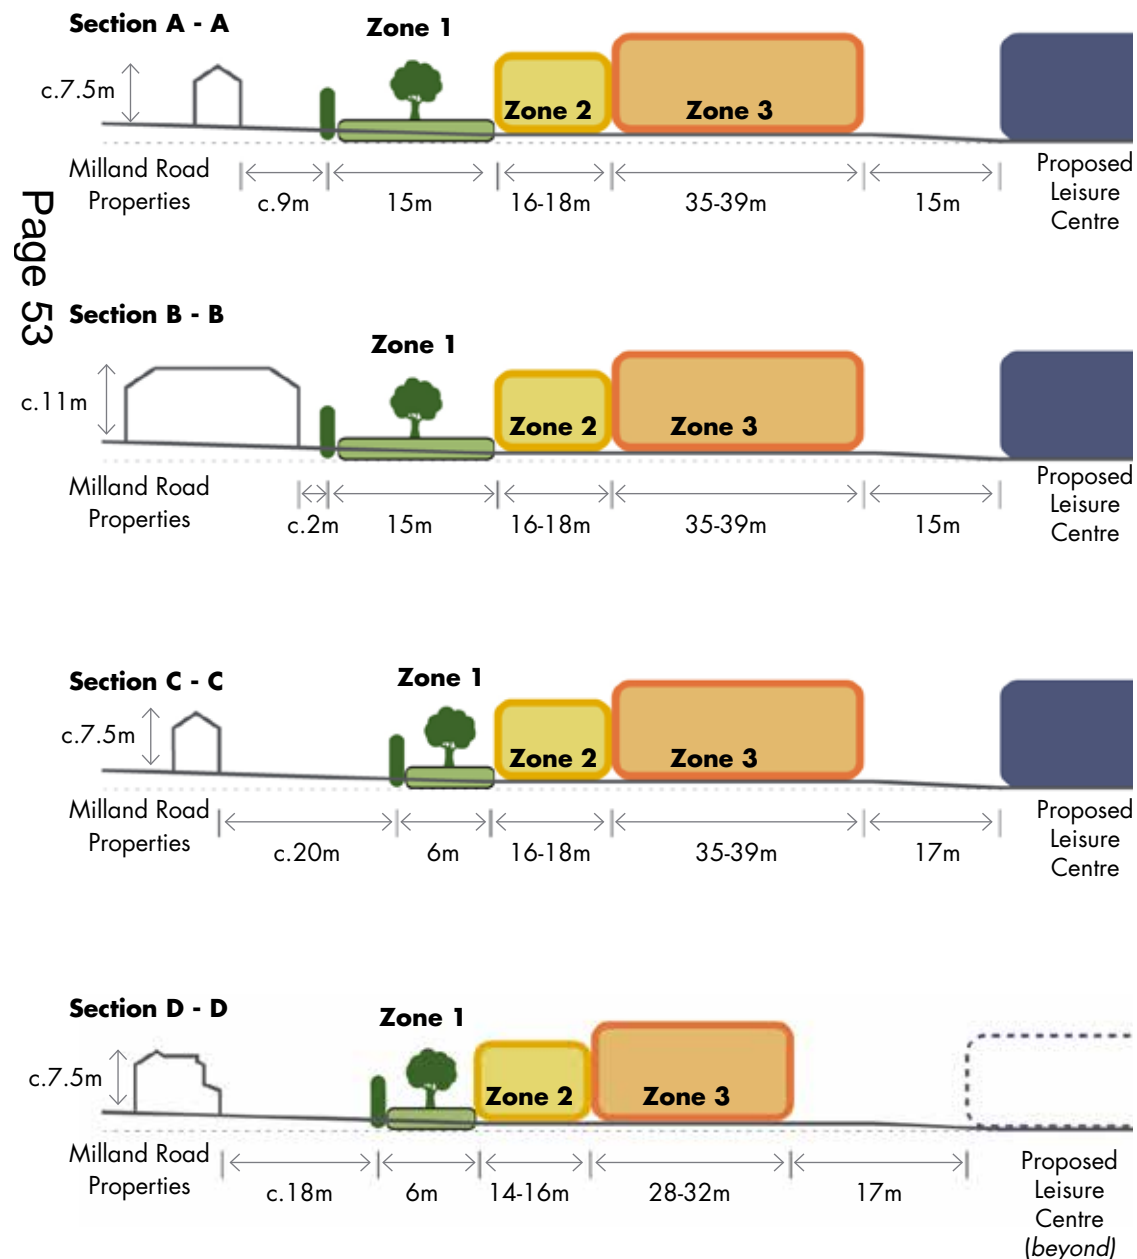 Page 53
Section A - A
Zone 1
c.7.5m
Zone 2
Zone 3
Milland Road
Properties
c.9m
15m
16-18m
35-39m
15m
Proposed
Leisure
Centre
Section B - B
Zone 1
c.11m
Zone 2
Zone 3
Milland Road
Properties
c.2m
15m
16-18m
35-39m
15m
Proposed
Leisure
Centre
Section C - C
Zone 1
c.7.5m
Zone 2
Zone 3
Milland Road
Properties
c.20m
6m
16-18m
35-39m
17m
Proposed
Leisure
Centre
Section D - D
Zone 1
c.7.5m
Zone 2
Zone 3
Milland Road
Properties
c.18m
6m
14-16m
28-32m
17m
Proposed
Leisure
Centre
(beyond)